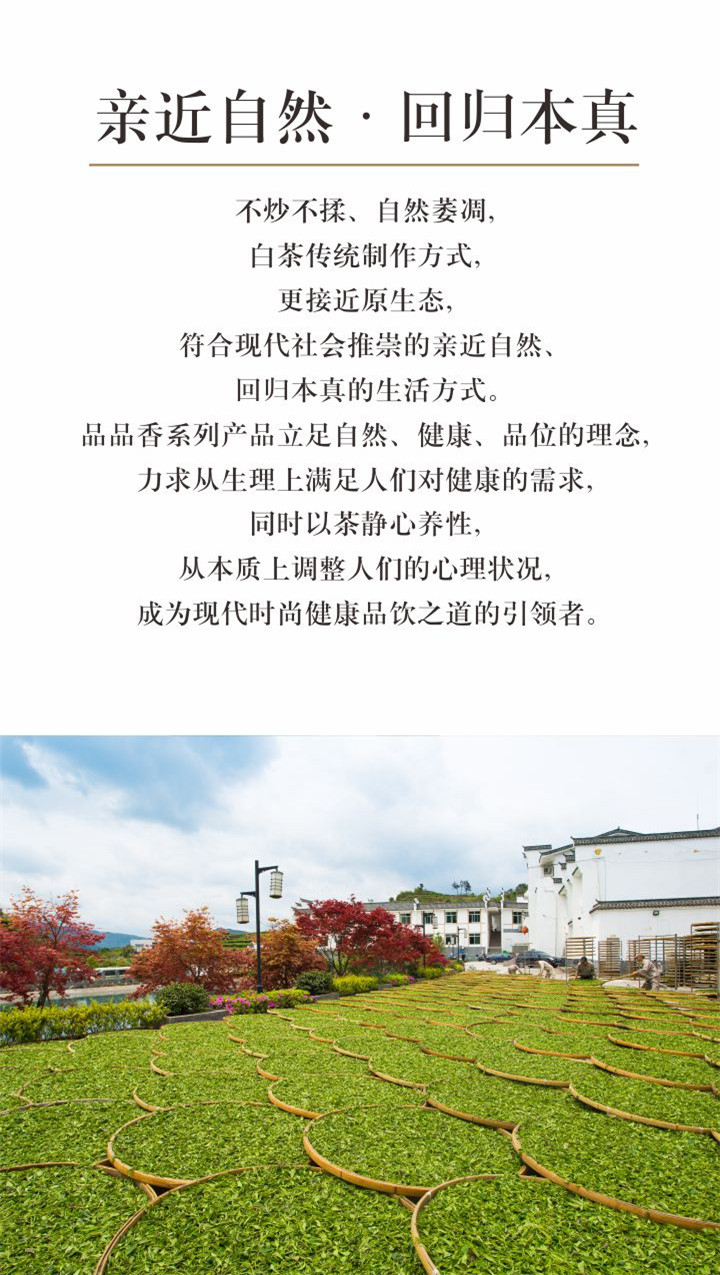 亲近自然·回归本真
不炒不揉、自然萎凋，
白茶传统制作方式，
更接近原生态，
符合现代社会推崇的亲近自然、
回归本真的生活方式。
品品香系列产品立足自然、健康、品位的理念，
力求从生理上满足人们对健康的需求，
同时以茶静心养性，
从本质上调整人们的心理状况，
成为现代时尚健康品饮之道的引领者。